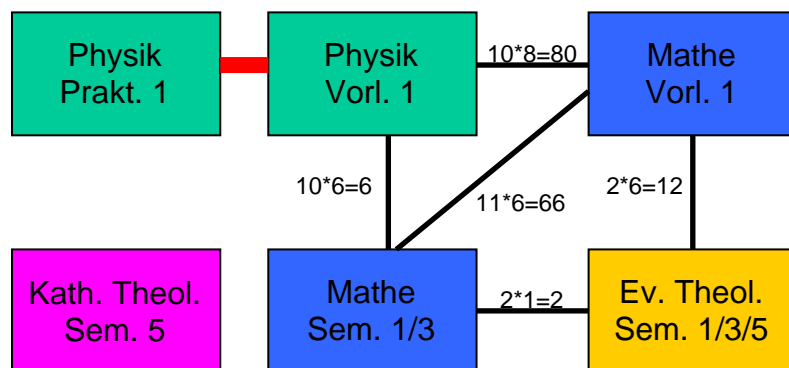 Physik
Prakt. 1
Physik
Vorl. 1
10*8=80
Mathe
Vorl. 1
10*6=6
11*6=66
2*6=12
Kath. Theol.
Sem. 5
Mathe
Sem. 1/3
2*1=2
Ev. Theol.
Sem. 1/3/5